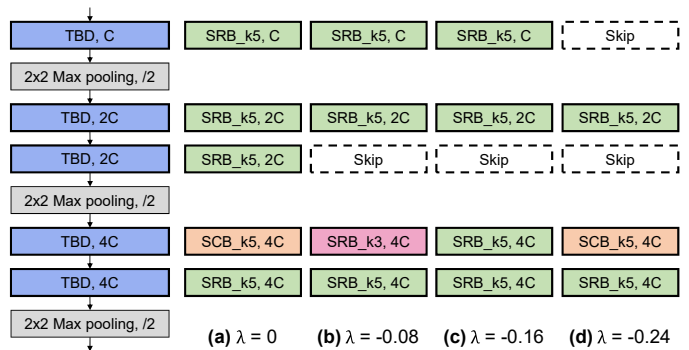 TBD, C SRB_k5, C SRB_k5, C SRB_k5, C Skip
2x2 Max pooling, /2
TBD, 2C SRB_k5, 2C SRB_k5, 2C SRB_k5, 2C SRB_k5, 2C
TBD, 2C SRB_k5, 2C Skip Skip Skip
2x2 Max pooling, /2
TBD, 4C SCB_k5, 4C SRB_k3, 4C SRB_k5, 4C SCB_k5, 4C
TBD, 4C SRB_k5, 4C SRB_k5, 4C SRB_k5, 4C SRB_k5, 4C
2x2 Max pooling, /2 (a) λ = 0 (b) λ = -0.08 (c) λ = -0.16 (d) λ = -0.24